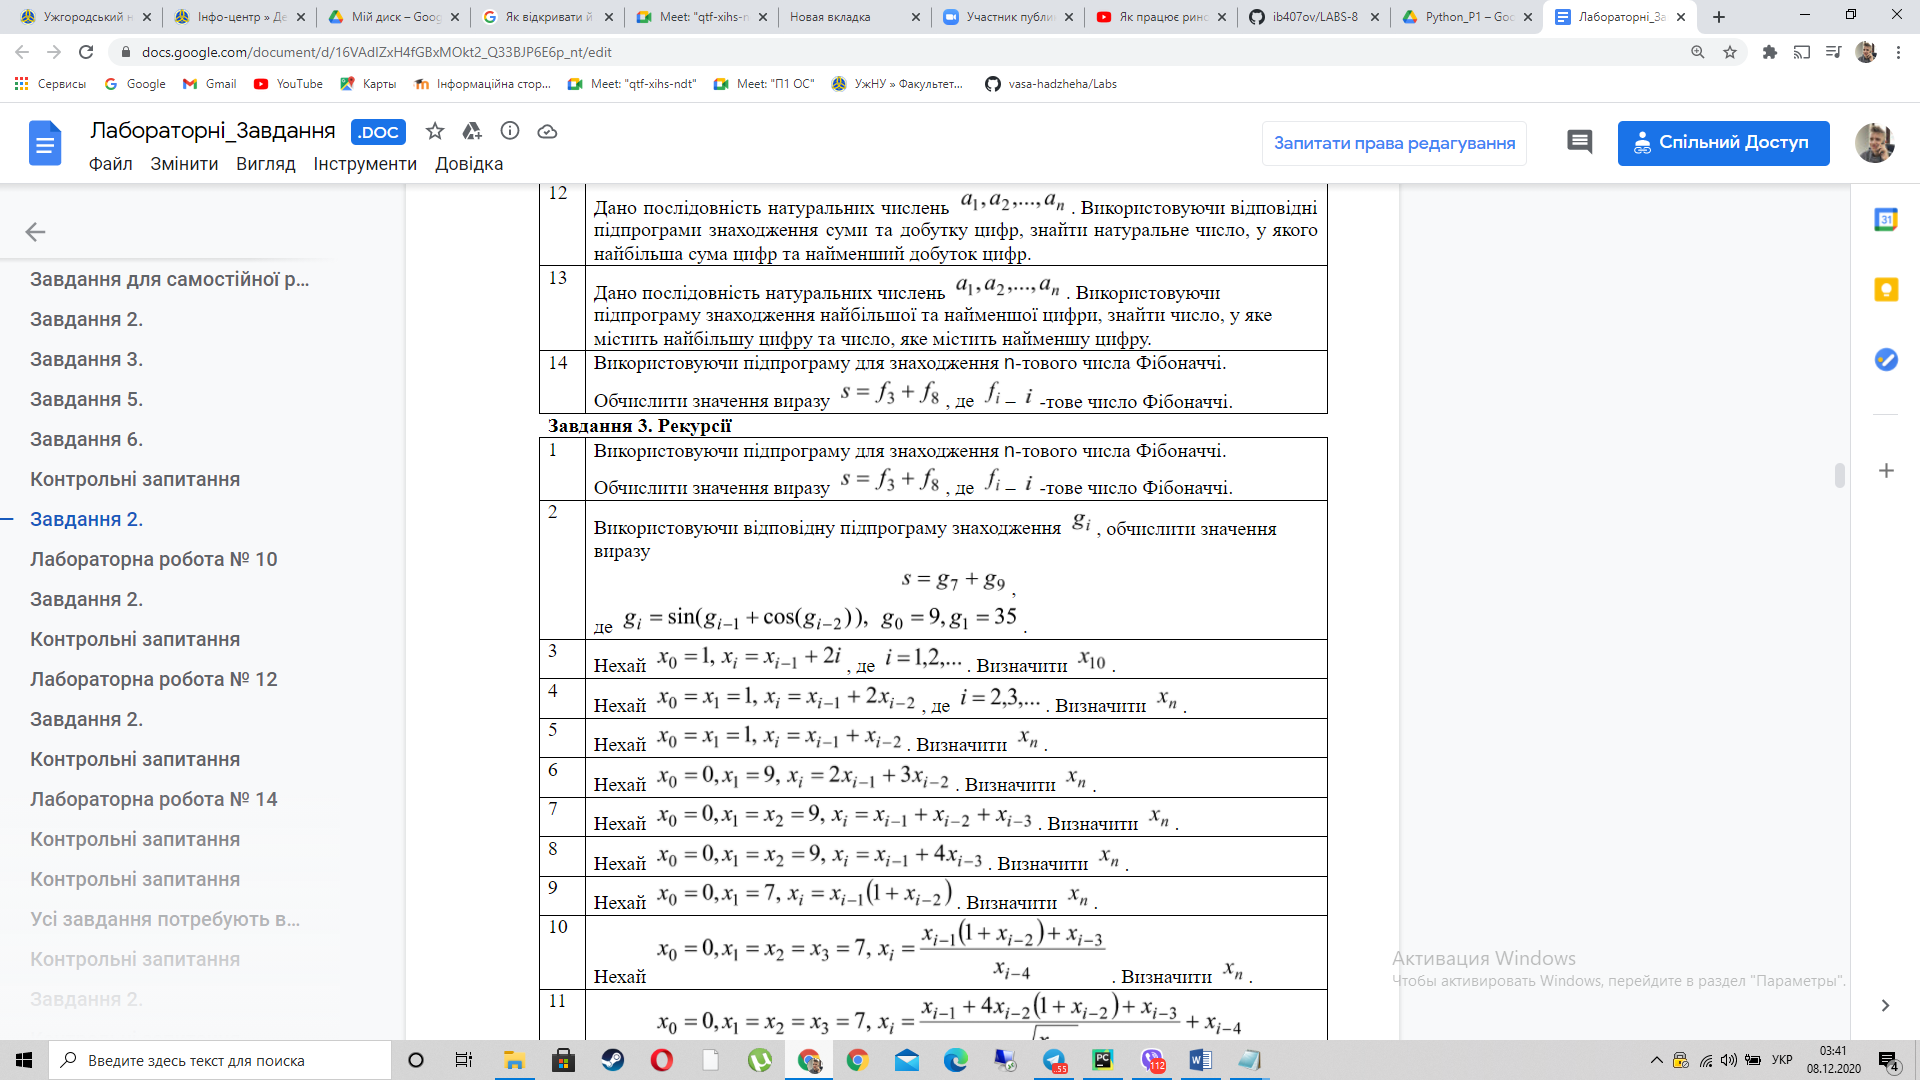 Ужгородський н
Інфо-центр » Де
Мій диск – Goog
Як відкривати й
Meet: "qtf-xihs-n
Новая вкладка
Участник публи
Як працює рино
ib407ov/LABS-8
Python_P1 – Goo
Лабораторні_За
docs.google.com/document/d/16VAdIZxH4fGBxMOkt2_Q33BJP6E6p_nt/edit
Сервисы Google Gmail YouTube Карты Інформаційна стор... Meet: "qtf-xihs-ndt" Meet: "П1 ОС" УжНУ » Факультет... vasa-hadzheha/Labs
Лабораторні_Завдання .DOC
Файл Змінити Вигляд Інструменти Довідка
Запитати права редагування
Спільний Доступ
Завдання для самостійної р...
Завдання 2.
Завдання 3.
Завдання 5.
Завдання 6.
Контрольні запитання
Завдання 2.
Лабораторна робота № 10
Завдання 2.
Контрольні запитання
Лабораторна робота № 12
Завдання 2.
Контрольні запитання
Лабораторна робота № 14
Контрольні запитання
Контрольні запитання
Усі завдання потребують в...
Контрольні запитання
Завдання 2.
12
Дано послідовність натуральних числень a₁, a₂,..., aₙ . Використовуючи відповідні
підпрограми знаходження суми та добутку цифр, знайти натуральне число, у якого
найбільша сума цифр та найменший добуток цифр.
13
Дано послідовність натуральних числень a₁, a₂,..., aₙ . Використовуючи
підпрограму знаходження найбільшої та найменшої цифри, знайти число, у яке
містить найбільшу цифру та число, яке містить найменшу цифру.
14 Використовуючи підпрограму для знаходження n-тового числа Фібоначчі.
Обчислити значення виразу s = f₃ + f₈ , де fᵢ – i -тове число Фібоначчі.
Завдання 3. Рекурсії
1 Використовуючи підпрограму для знаходження n-тового числа Фібоначчі.
Обчислити значення виразу s = f₃ + f₈ , де fᵢ – i -тове число Фібоначчі.
2
Використовуючи відповідну підпрограму знаходження gᵢ , обчислити значення
виразу
s = g₇ + g₉ ,
де gᵢ = sin(gᵢ₋₁ + cos(gᵢ₋₂)), g₀ = 9, g₁ = 35 .
3 Нехай x₀ = 1, xᵢ = xᵢ₋₁ + 2i , де i = 1,2,... . Визначити x₁₀ .
4 Нехай x₀ = x₁ = 1, xᵢ = xᵢ₋₁ + 2xᵢ₋₂ , де i = 2,3,... . Визначити xₙ .
5 Нехай x₀ = x₁ = 1, xᵢ = xᵢ₋₁ + xᵢ₋₂ . Визначити xₙ .
6 Нехай x₀ = 0, x₁ = 9, xᵢ = 2xᵢ₋₁ + 3xᵢ₋₂ . Визначити xₙ .
7 Нехай x₀ = 0, x₁ = x₂ = 9, xᵢ = xᵢ₋₁ + xᵢ₋₂ + xᵢ₋₃ . Визначити xₙ .
8 Нехай x₀ = 0, x₁ = x₂ = 9, xᵢ = xᵢ₋₁ + 4xᵢ₋₃ . Визначити xₙ .
9 Нехай x₀ = 0, x₁ = 7, xᵢ = xᵢ₋₁(1 + xᵢ₋₂) . Визначити xₙ .
10 Нехай x₀ = 0, x₁ = x₂ = x₃ = 7, xᵢ = (xᵢ₋₁(1 + xᵢ₋₂) + xᵢ₋₃) / xᵢ₋₄ . Визначити xₙ .
11 x₀ = 0, x₁ = x₂ = x₃ = 7, xᵢ = xᵢ₋₁ + 4xᵢ₋₂(1 + xᵢ₋₂) + xᵢ₋₃ + xᵢ₋₄
Активация Windows
Чтобы активировать Windows, перейдите в раздел "Параметры".
Введите здесь текст для поиска
.55
112
УКР
03:41
08.12.2020
4
31